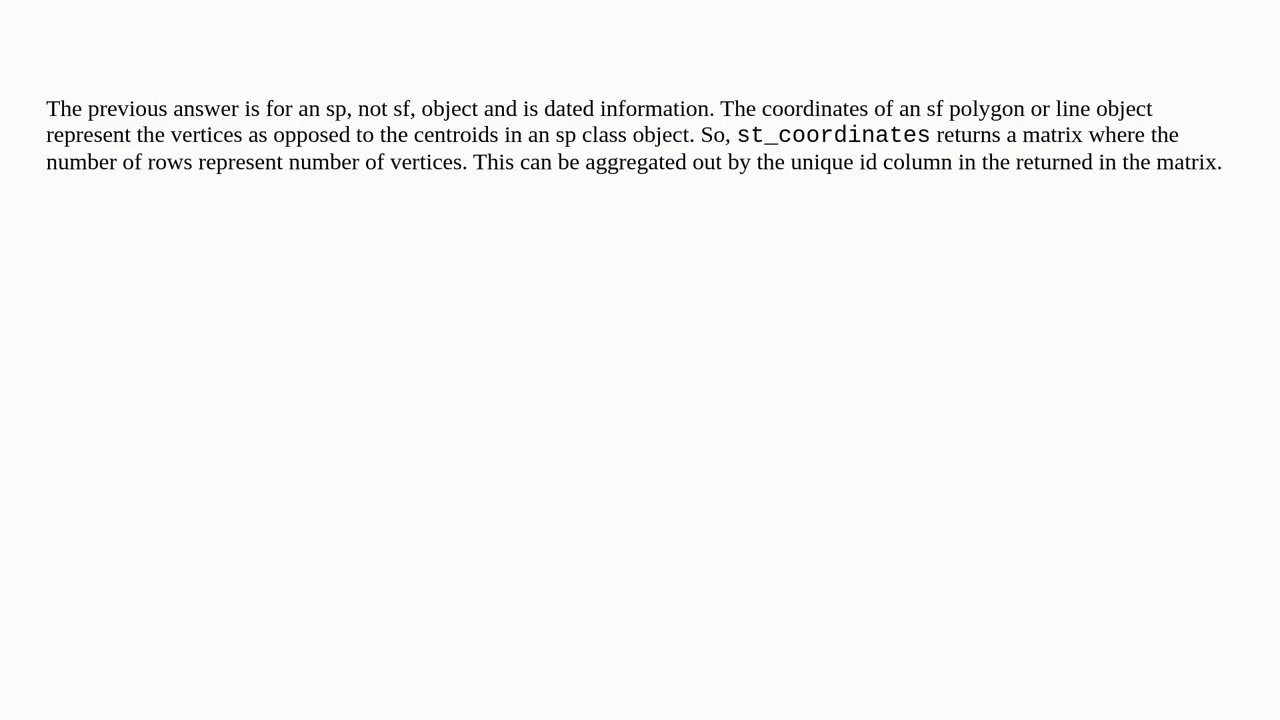 The previous answer is for an sp, not sf, object and is dated information. The coordinates of an sf polygon or line object
represent the vertices as opposed to the centroids in an sp class object. So, st_coordinates returns a matrix where the
number of rows represent number of vertices. This can be aggregated out by the unique id column in the returned in the matrix.